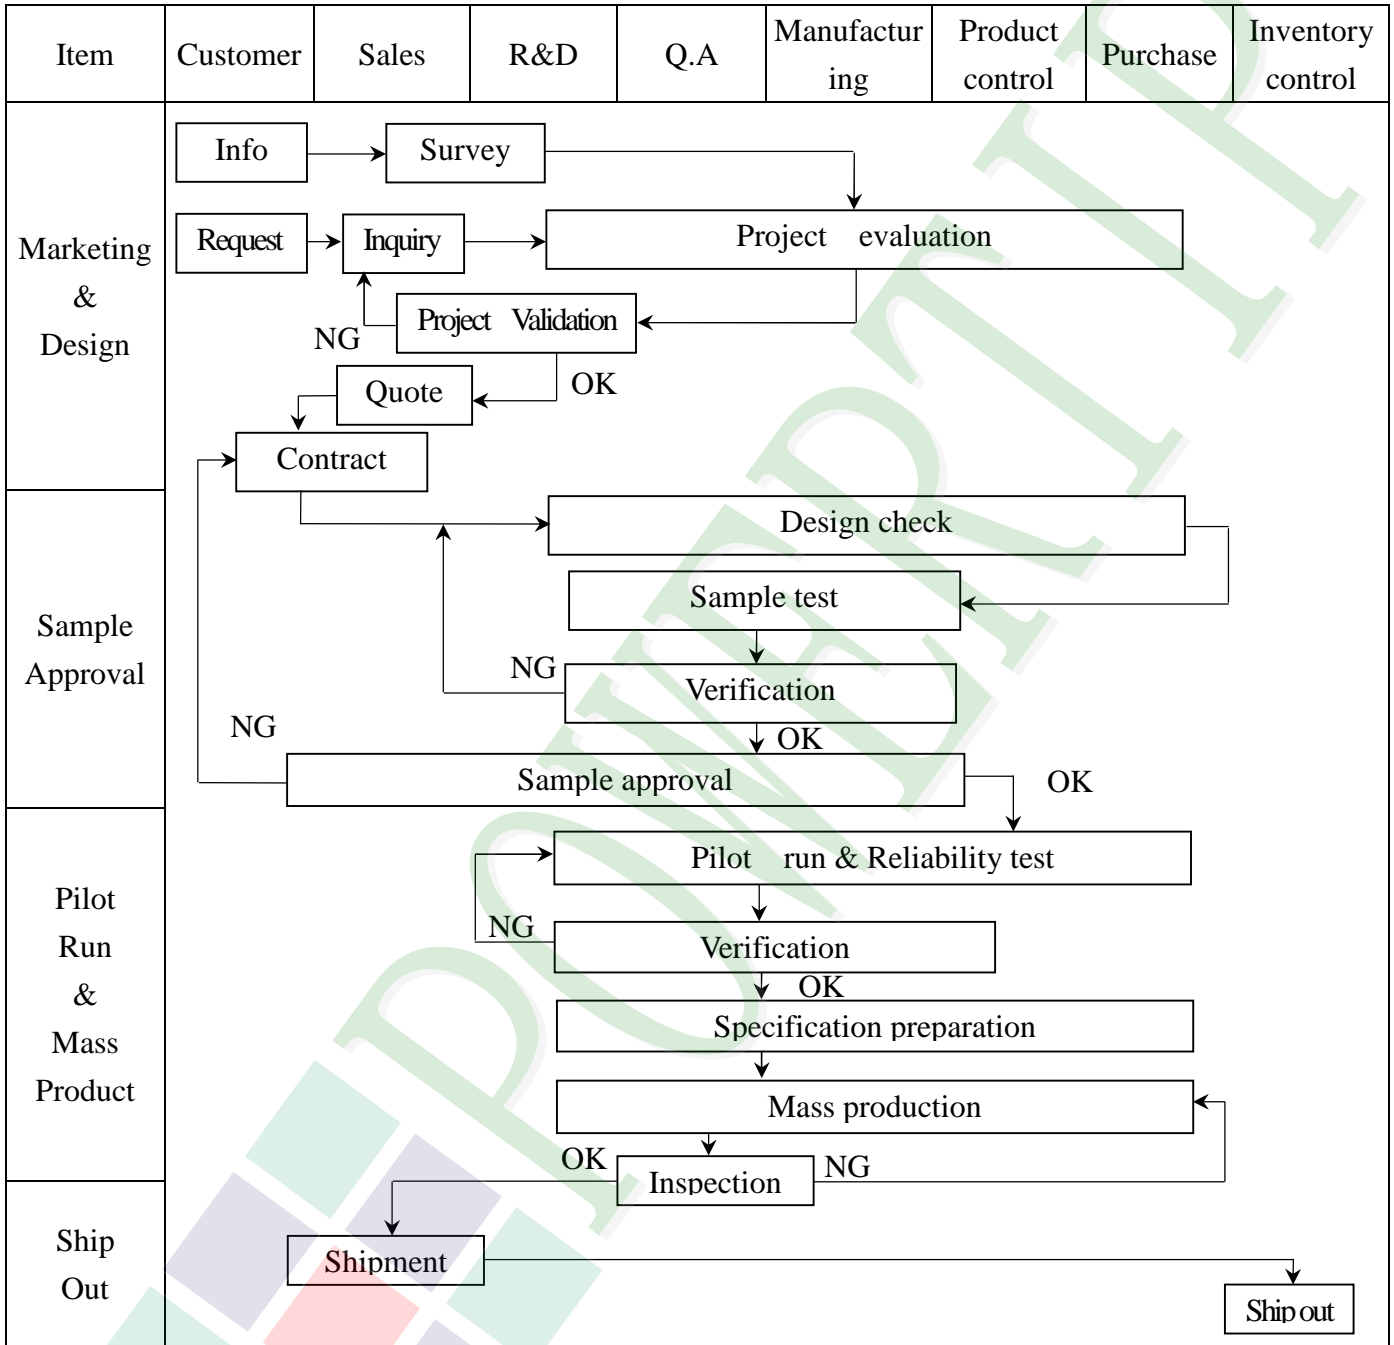 Item
Customer
Sales
R&D
Q.A
Manufactur
ing
Product
control
Purchase
Inventory
control
Marketing
&
Design
Info
Survey
Request
Inquiry
Project evaluation
NG
Project Validation
Quote
OK
Contract
Sample
Approval
Design check
Sample test
NG
Verification
NG
OK
Sample approval
OK
Pilot
Run
&
Mass
Product
Pilot run & Reliability test
NG
Verification
OK
Specification preparation
Mass production
OK
Inspection
NG
Ship
Out
Shipment
Ship out
POWERTIP